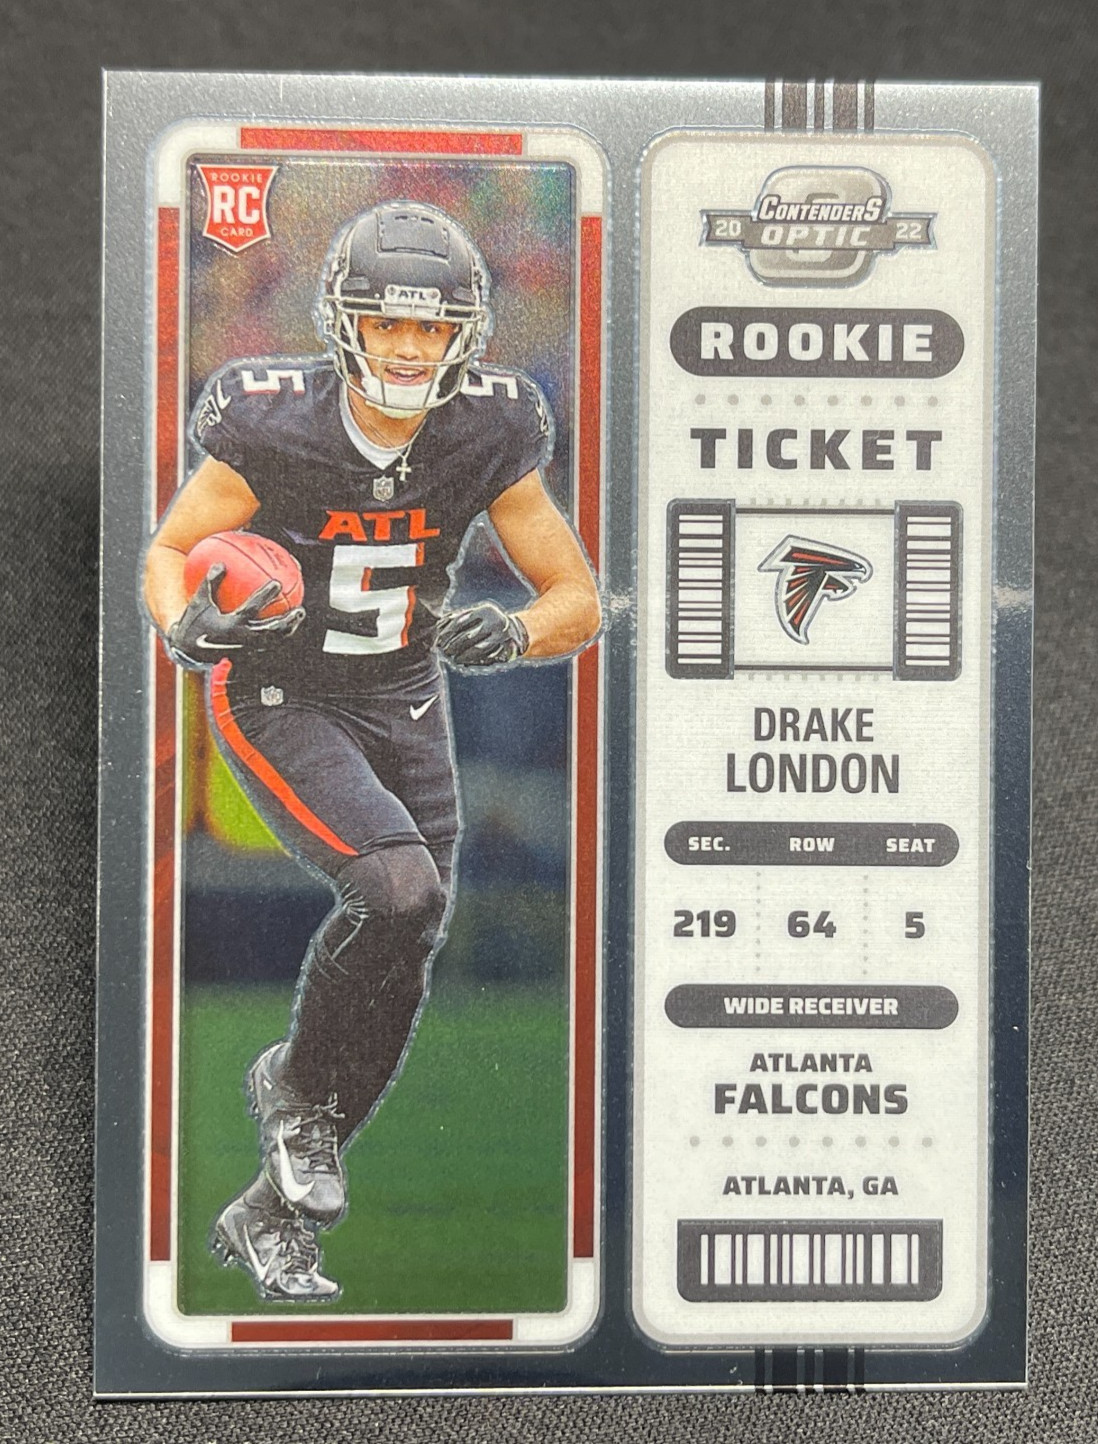 ROOKIE
RC
CARD
ATL
5
5
ATL
5
CONTENDERS
20 OPTIC 22
ROOKIE
TICKET
DRAKE
LONDON
SEC. ROW SEAT
219 64 5
WIDE RECEIVER
ATLANTA
FALCONS
ATLANTA, GA